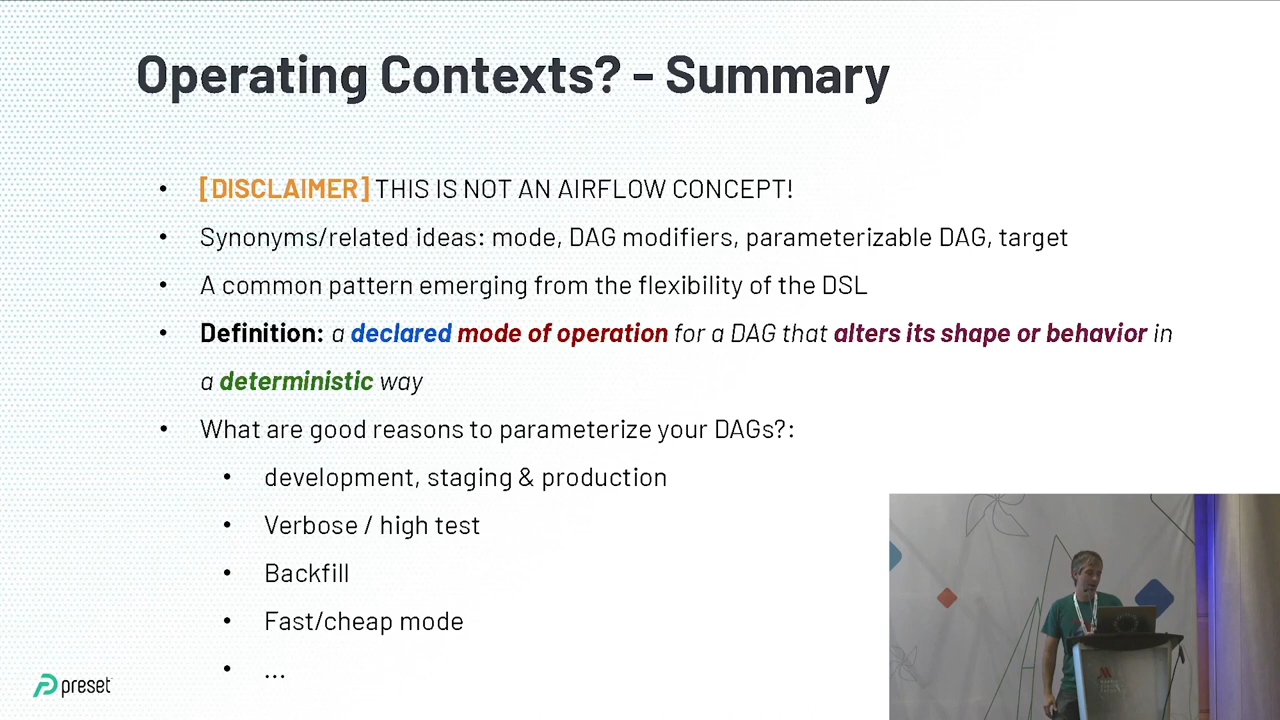 Operating Contexts? - Summary
• [DISCLAIMER] THIS IS NOT AN AIRFLOW CONCEPT!
• Synonyms/related ideas: mode, DAG modifiers, parameterizable DAG, target
• A common pattern emerging from the flexibility of the DSL
• Definition: a declared mode of operation for a DAG that alters its shape or behavior in
a deterministic way
• What are good reasons to parameterize your DAGs?:
• development, staging & production
• Verbose / high test
• Backfill
• Fast/cheap mode
• ...
preset